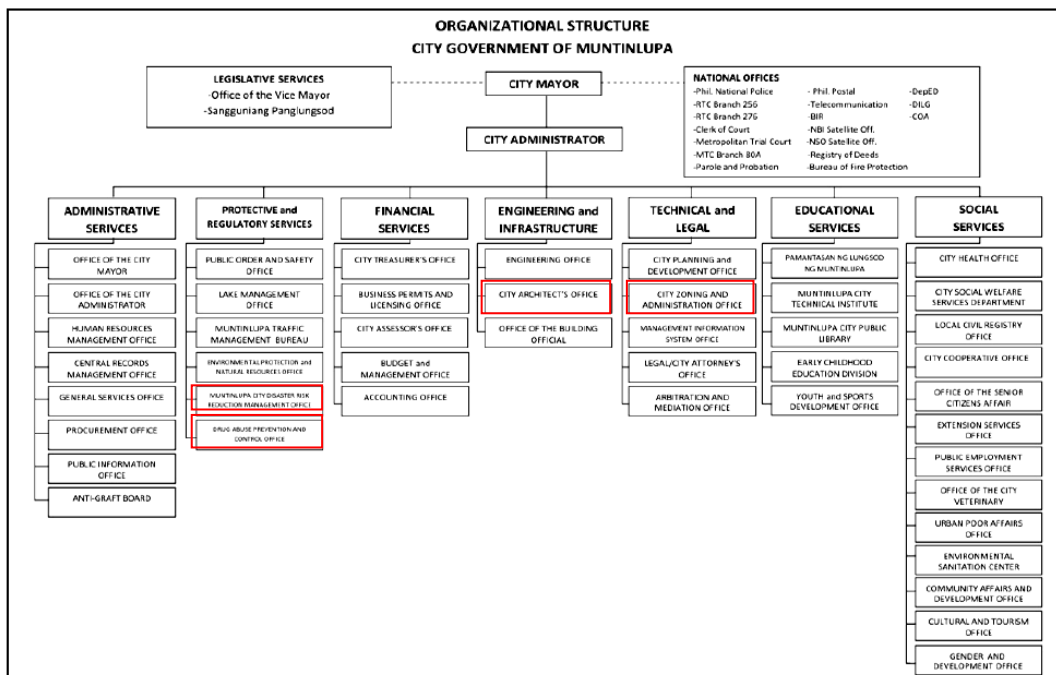 ORGANIZATIONAL STRUCTURE
CITY GOVERNMENT OF MUNTINLUPA
LEGISLATIVE SERVICES
-Office of the Vice Mayor
-Sangguniang Panglungsod
CITY MAYOR
CITY ADMINISTRATOR
NATIONAL OFFICES
-Phil. National Police
-RTC Branch 256
-RTC Branch 276
-Clerk of Court
-Metropolitan Trial Court
-MTC Branch 80A
-Parole and Probation
- Phil. Postal
-Telecommunication
-BIR
-NBI Satellite Off.
-NSO Satellite Off.
-Registry of Deeds
-Bureau of Fire Protection
-DepED
-DILG
-COA
ADMINISTRATIVE
SERIVCES
OFFICE OF THE CITY
MAYOR
OFFICE OF THE CITY
ADMINISTRATOR
HUMAN RESOURCES
MANAGEMENT OFFICE
CENTRAL RECORDS
MANAGEMENT OFFICE
GENERAL SERVICES OFFICE
PROCUREMENT OFFICE
PUBLIC INFORMATION
OFFICE
ANTI-GRAFT BOARD
PROTECTIVE and
REGULATORY SERVICES
PUBLIC ORDER AND SAFETY
OFFICE
LAKE MANAGEMENT
OFFICE
MUNTINLUPA TRAFFIC
MANAGEMENT BUREAU
ENVIRONMENTAL PROTECTION and
NATURAL RESOURCES OFFICE
MUNTINLUPA CITY DISASTER RISK
REDUCTION MANAGEMENT OFFICE
DRUG ABUSE PREVENTION AND
CONTROL OFFICE
FINANCIAL
SERVICES
CITY TREASURER'S OFFICE
BUSINESS PERMITS AND
LICENSING OFFICE
CITY ASSESSOR'S OFFICE
BUDGET and
MANAGEMENT OFFICE
ACCOUNTING OFFICE
ENGINEERING and
INFRASTRUCTURE
ENGINEERING OFFICE
CITY ARCHITECT'S OFFICE
OFFICE OF THE BUILDING
OFFICIAL
TECHNICAL and
LEGAL
CITY PLANNING and
DEVELOPMENT OFFICE
CITY ZONING AND
ADMINISTRATION OFFICE
MANAGEMENT INFORMATION
SYSTEM OFFICE
LEGAL/CITY ATTORNEY'S
OFFICE
ARBITRATION and
MEDIATION OFFICE
EDUCATIONAL
SERVICES
PAMANTASAN NG LUNGSOD
NG MUNTINLUPA
MUNTINLUPA CITY
TECHNICAL INSTITUTE
MUNTINLUPA CITY PUBLIC
LIBRARY
EARLY CHILDHOOD
EDUCATION DIVISION
YOUTH and SPORTS
DEVELOPMENT OFFICE
SOCIAL
SERVICES
CITY HEALTH OFFICE
CITY SOCIAL WELFARE
SERVICES DEPARTMENT
LOCAL CIVIL REGISTRY
OFFICE
CITY COOPERATIVE OFFICE
OFFICE OF THE SENIOR
CITIZENS AFFAIR
EXTENSION SERVICES
OFFICE
PUBLIC EMPLOYMENT
SERVICES OFFICE
OFFICE OF THE CITY
VETERINARY
URBAN POOR AFFAIRS
OFFICE
ENVIRONMENTAL
SANITATION CENTER
COMMUNITY AFFAIRS and
DEVELOPMENT OFFICE
CULTURAL and TOURISM
OFFICE
GENDER and
DEVELOPMENT OFFICE